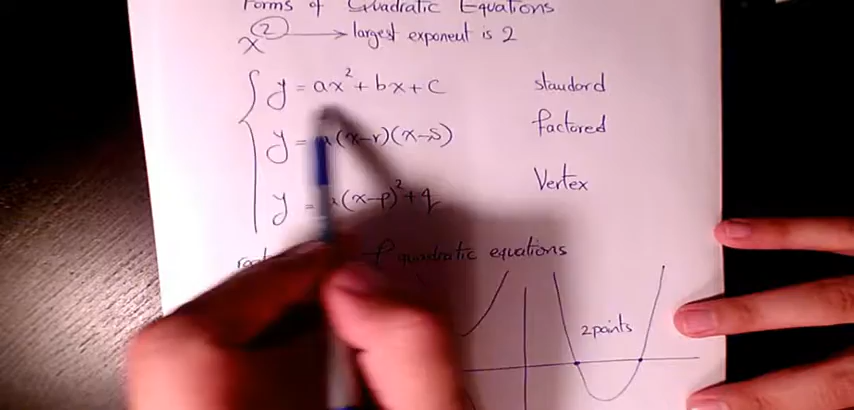 Forms of Quadratic Equations
x² → largest exponent is 2
y = ax² + bx + c standard
y = (x-r)(x-s) factored
y = (x-p)² + q Vertex
quadratic equations
2 points